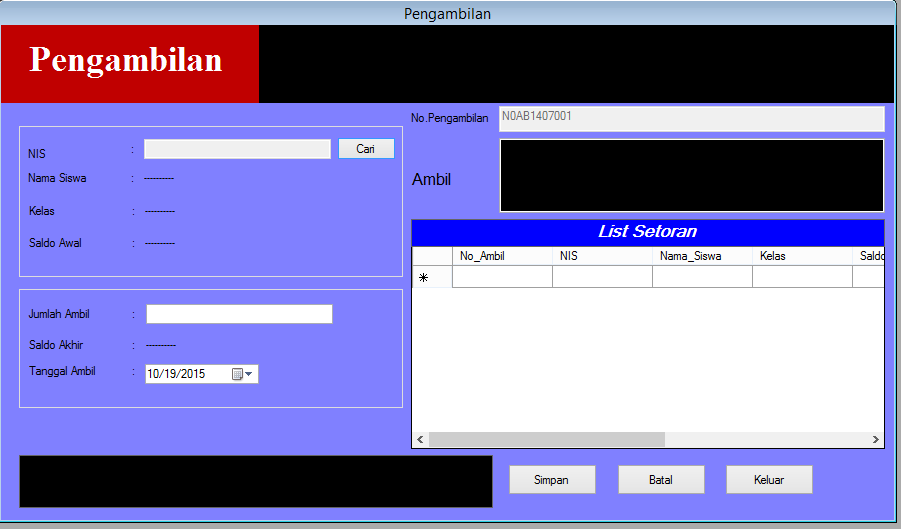 Pengambilan
Pengambilan
No.Pengambilan N0AB1407001
NIS : Cari
Nama Siswa : ----------
Kelas : ----------
Saldo Awal : ----------
Ambil
List Setoran
No_Ambil NIS Nama_Siswa Kelas Saldo
Jumlah Ambil :
Saldo Akhir : ----------
Tanggal Ambil : 10/19/2015
Simpan Batal Keluar